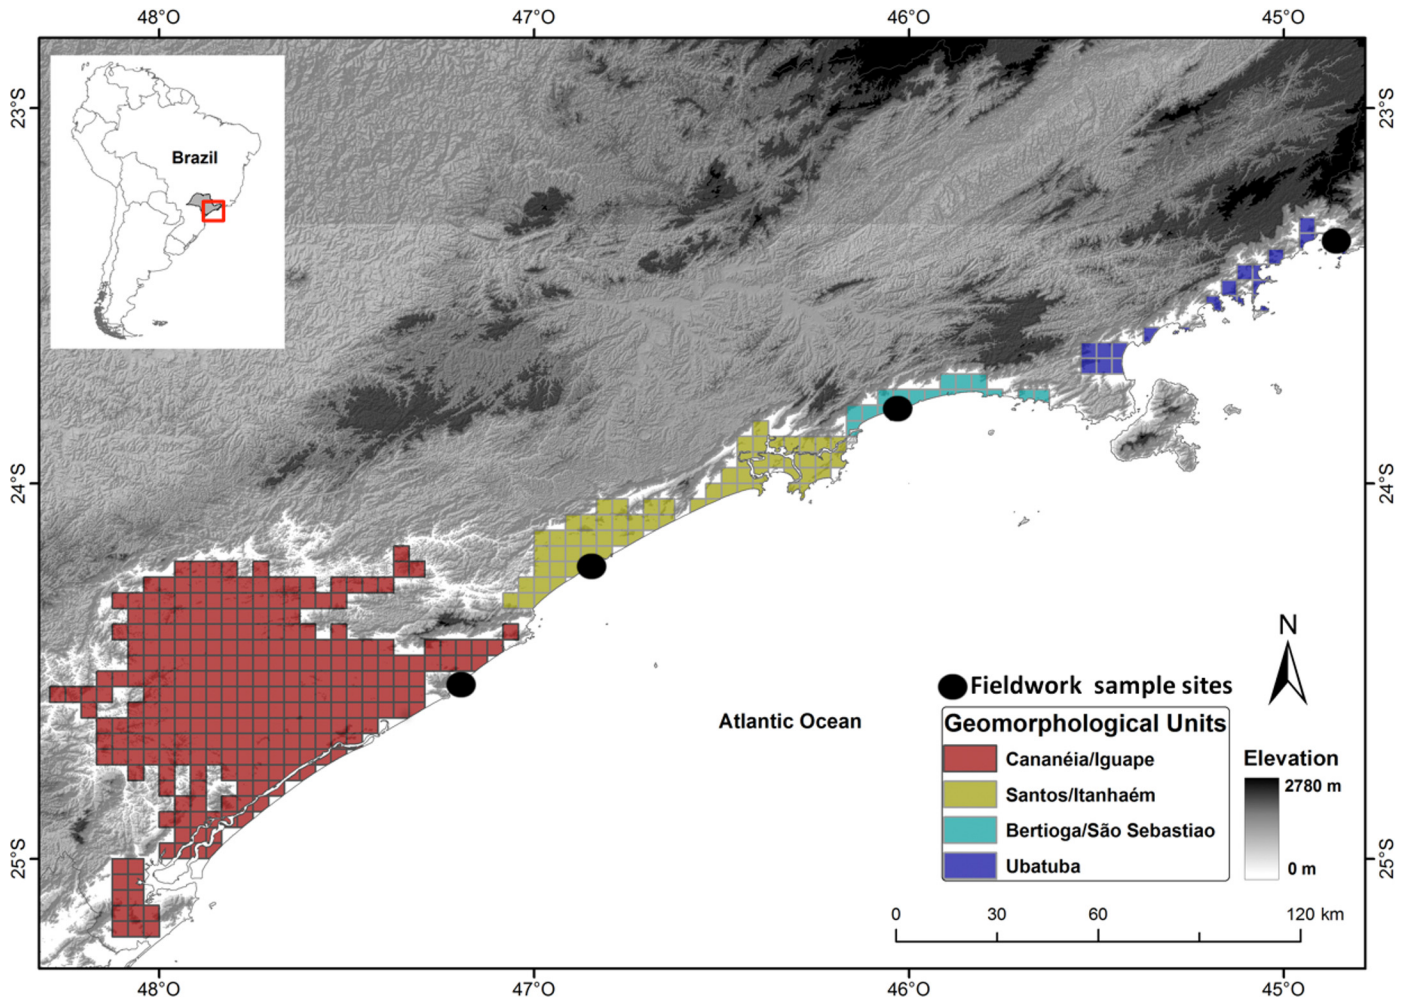 48°O 47°O 46°O 45°O
23°S 23°S
Brazil
24°S 24°S
N
Fieldwork sample sites
Atlantic Ocean
Geomorphological Units
Cananéia/Iguape
Santos/Itanhaém
Bertioga/São Sebastiao
Ubatuba
Elevation
2780 m
0 m
25°S 25°S
0 30 60 120 km
48°O 47°O 46°O 45°O